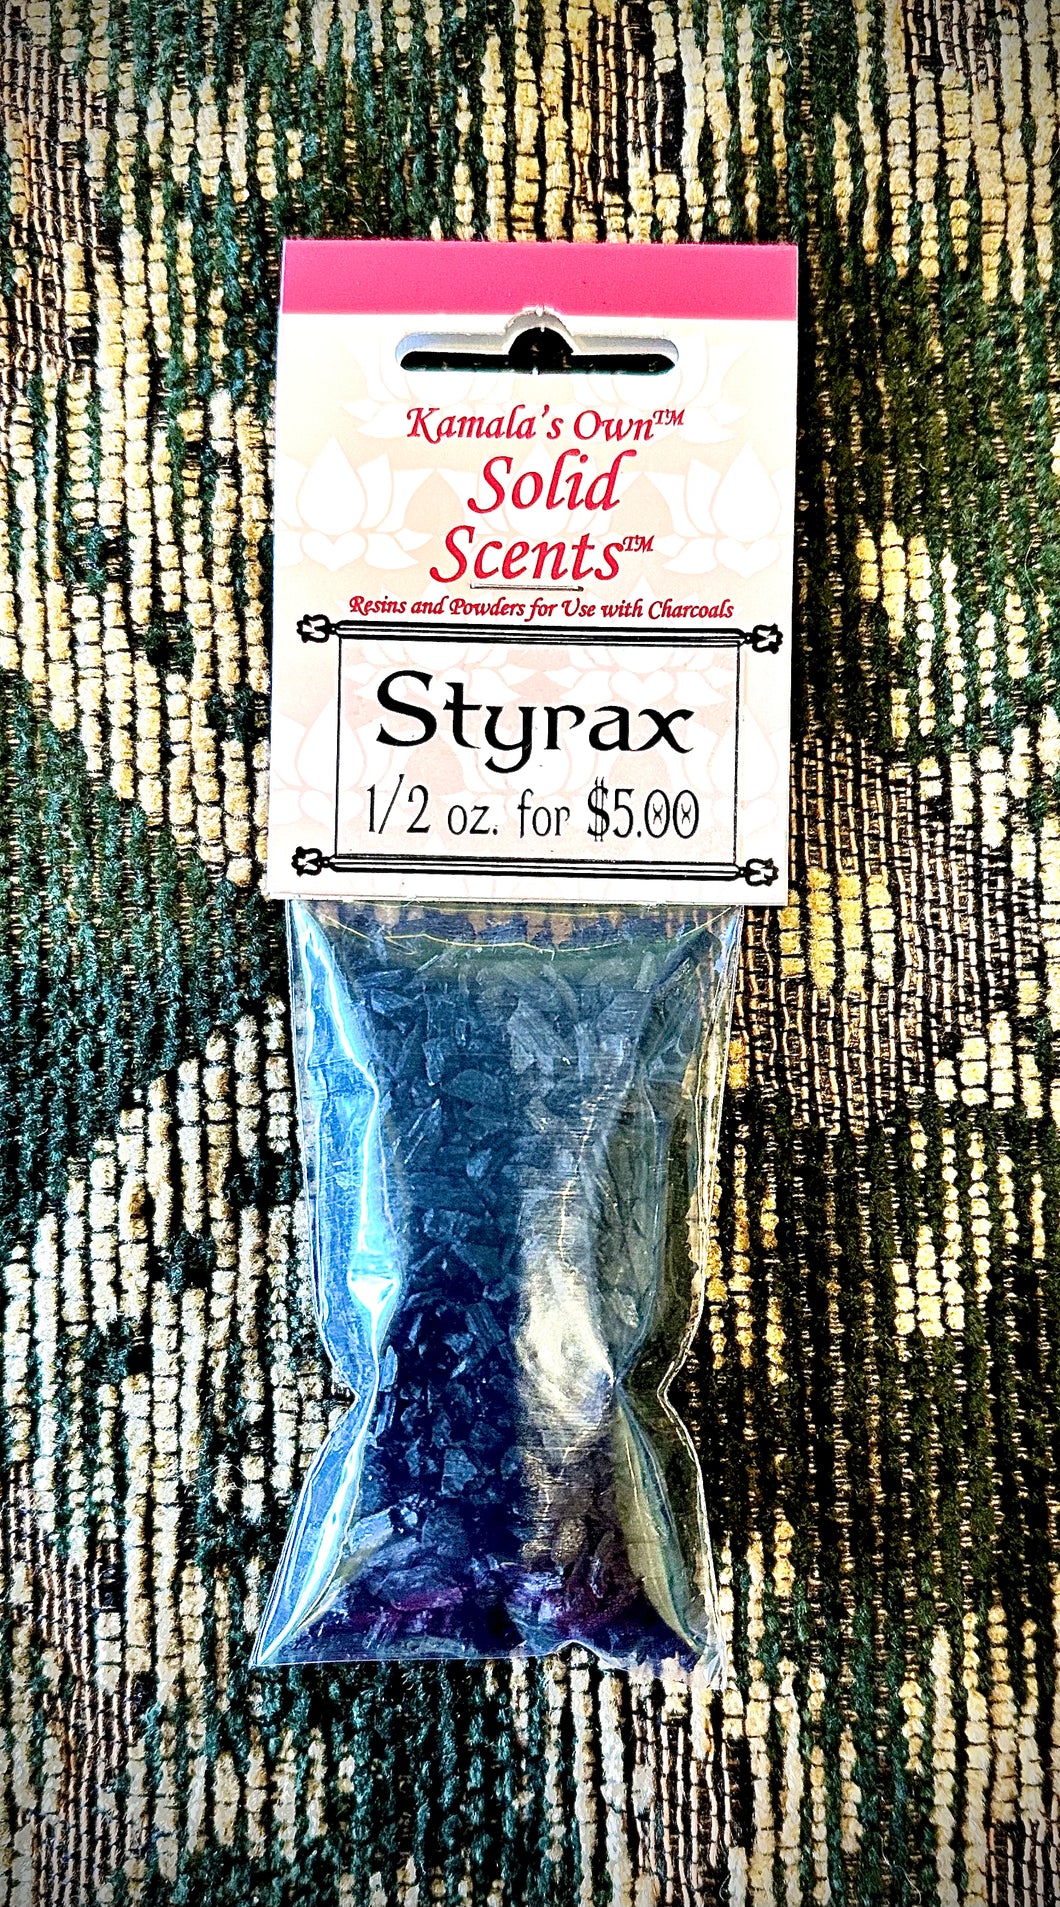 Kamala's Own™
Solid
Scents™
Resins and Powders for Use with Charcoals
Styrax
1/2 oz. for $5.00